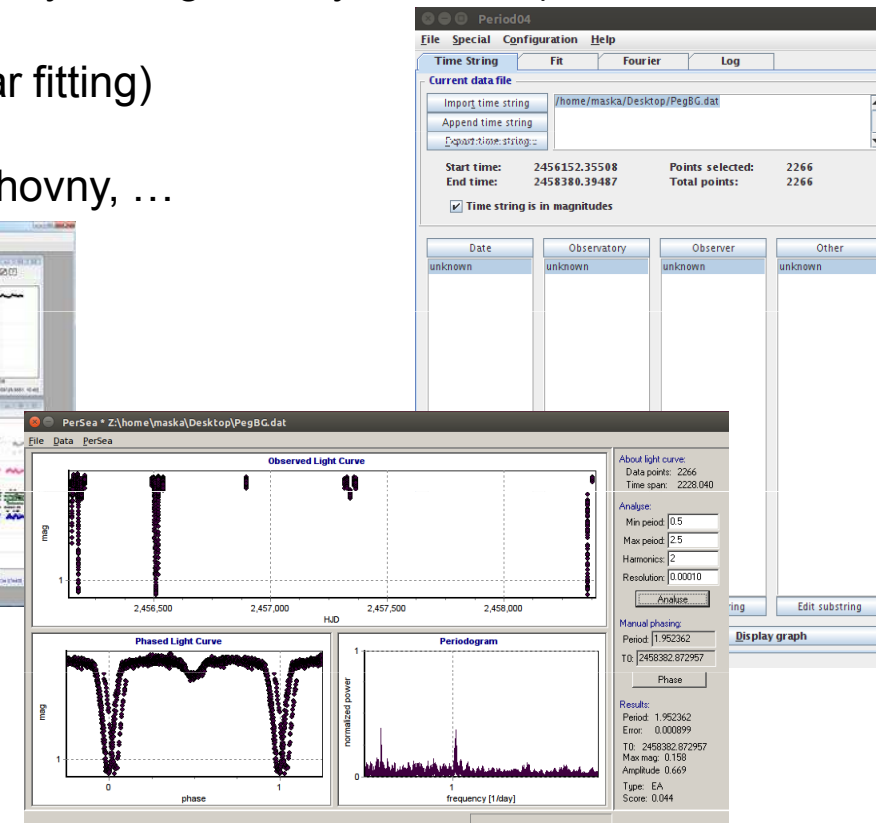 ar fitting)
hovny, …
Period04
File Special Configuration Help
Time String Fit Fourier Log
Current data file
Import time string /home/maska/Desktop/PegBG.dat
Append time string
Export time string
Start time: 2456152.35508 Points selected: 2266
End time: 2458380.39487 Total points: 2266
Time string is in magnitudes
Date Observatory Observer Other
unknown unknown unknown unknown
ring Edit substring
Display graph
PerSea * Z:\home\maska\Desktop\PegBG.dat
File Data PerSea
Observed Light Curve
mag
1
2,456,500 2,457,000 2,457,500 2,458,000
HJD
Phased Light Curve
mag
1
0 1
phase
Periodogram
normalized power
1
0
1
frequency [1/day]
About light curve:
Data points: 2266
Time span: 2228.040
Analyse:
Min peiod: 0.5
Max peiod: 2.5
Harmonics: 2
Resolution: 0.00010
Analuse
Manual phasing:
Period: 1.952362
T0: 2458382.872957
Phase
Results:
Period: 1.952362
Error: 0.000899
T0: 2458382.872957
Max mag: 0.158
Amplitude 0.669
Type: EA
Score: 0.044